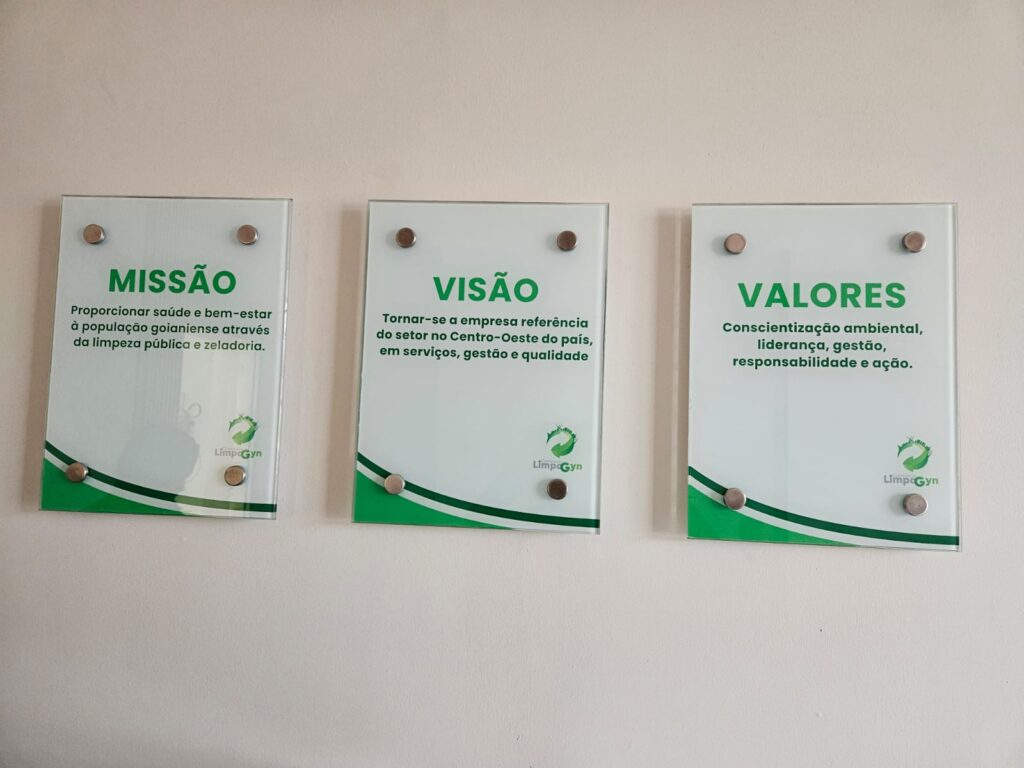 MISSÃO
Proporcionar saúde e bem-estar
à população goianiense através
da limpeza pública e zeladoria.
LimpaGyn
VISÃO
Tornar-se a empresa referência
do setor no Centro-Oeste do país,
em serviços, gestão e qualidade
LimpaGyn
VALORES
Conscientização ambiental,
liderança, gestão,
responsabilidade e ação.
LimpaGyn